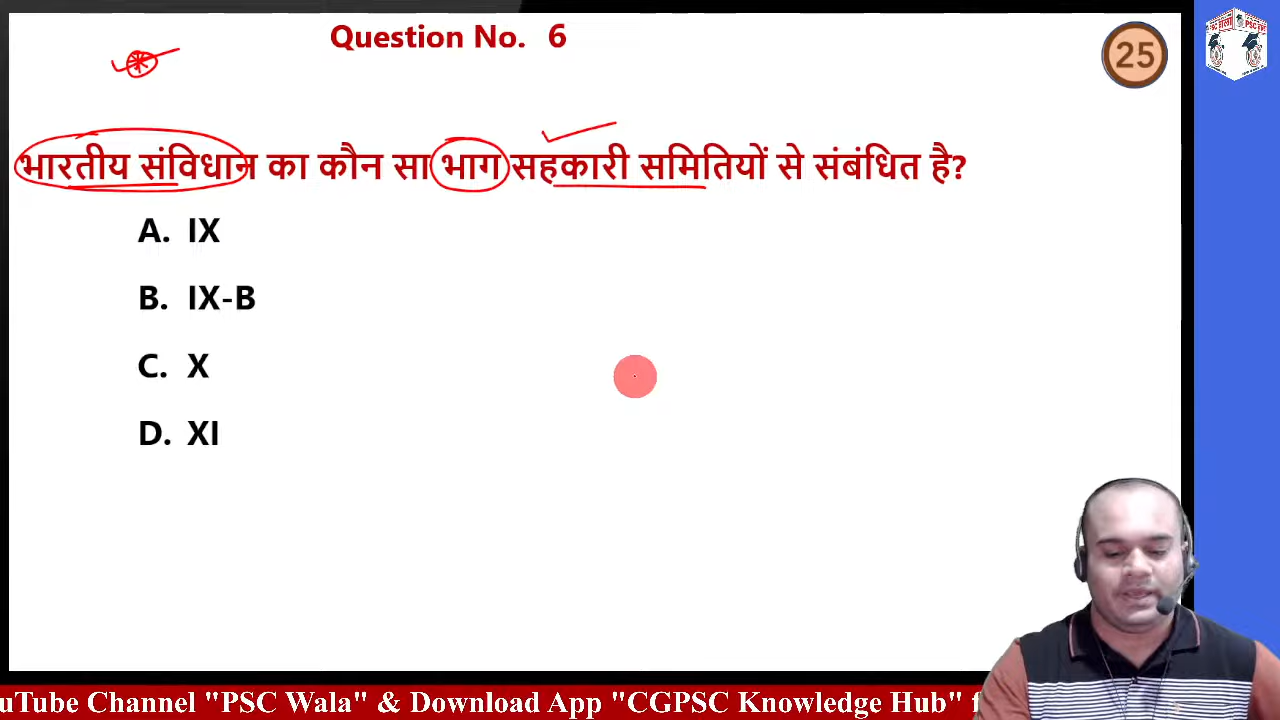 Question No. 6
25
भारतीय संविधान का कौन सा भाग सहकारी समितियों से संबंधित है?
A. IX
B. IX-B
C. X
D. XI
uTube Channel "PSC Wala" & Download App "CGPSC Knowledge Hub" f